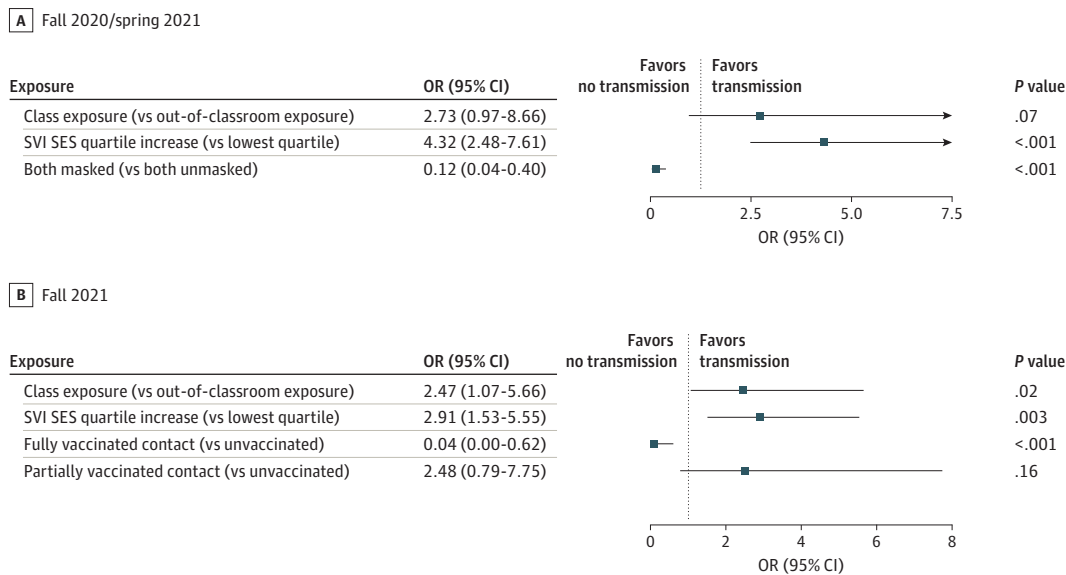 A Fall 2020/spring 2021
Favors no transmission
Favors transmission
Exposure OR (95% CI) P value
Class exposure (vs out-of-classroom exposure) 2.73 (0.97-8.66) .07
SVI SES quartile increase (vs lowest quartile) 4.32 (2.48-7.61) <.001
Both masked (vs both unmasked) 0.12 (0.04-0.40) <.001
0 2.5 5.0 7.5
OR (95% CI)
B Fall 2021
Favors no transmission
Favors transmission
Exposure OR (95% CI) P value
Class exposure (vs out-of-classroom exposure) 2.47 (1.07-5.66) .02
SVI SES quartile increase (vs lowest quartile) 2.91 (1.53-5.55) .003
Fully vaccinated contact (vs unvaccinated) 0.04 (0.00-0.62) <.001
Partially vaccinated contact (vs unvaccinated) 2.48 (0.79-7.75) .16
0 2 4 6 8
OR (95% CI)